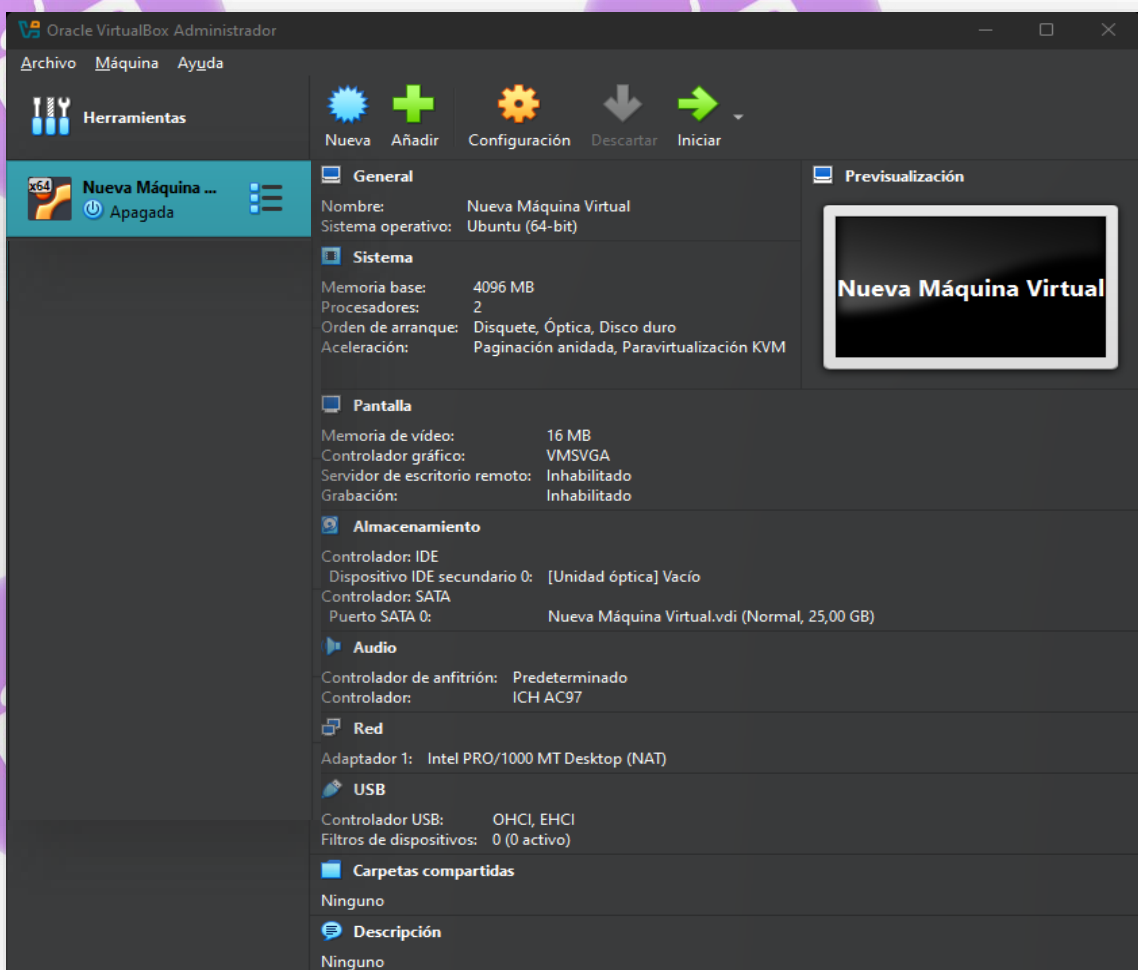 Oracle VirtualBox Administrador
Archivo Máquina Ayuda
Herramientas
Nueva Añadir Configuración Descartar Iniciar
x64
Nueva Máquina ...
Apagada
General
Nombre: Nueva Máquina Virtual
Sistema operativo: Ubuntu (64-bit)
Sistema
Memoria base: 4096 MB
Procesadores: 2
Orden de arranque: Disquete, Óptica, Disco duro
Aceleración: Paginación anidada, Paravirtualización KVM
Previsualización
Nueva Máquina Virtual
Pantalla
Memoria de vídeo: 16 MB
Controlador gráfico: VMSVGA
Servidor de escritorio remoto: Inhabilitado
Grabación: Inhabilitado
Almacenamiento
Controlador: IDE
Dispositivo IDE secundario 0: [Unidad óptica] Vacío
Controlador: SATA
Puerto SATA 0: Nueva Máquina Virtual.vdi (Normal, 25,00 GB)
Audio
Controlador de anfitrión: Predeterminado
Controlador: ICH AC97
Red
Adaptador 1: Intel PRO/1000 MT Desktop (NAT)
USB
Controlador USB: OHCI, EHCI
Filtros de dispositivos: 0 (0 activo)
Carpetas compartidas
Ninguno
Descripción
Ninguno